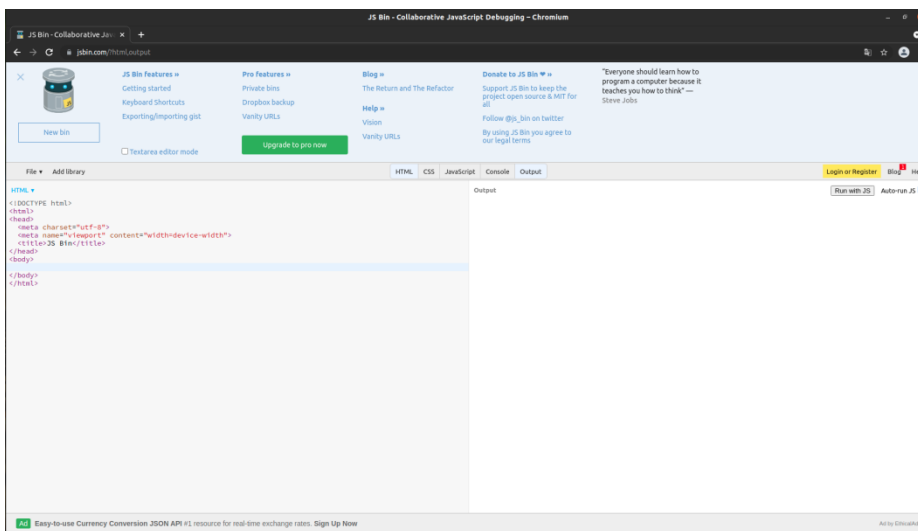 JS Bin - Collaborative JavaScript Debugging – Chromium
JS Bin - Collaborative Jav
jsbin.com/?html,output
JS Bin features »
Getting started
Keyboard Shortcuts
Exporting/importing gist
Textarea editor mode
New bin
Pro features »
Private bins
Dropbox backup
Vanity URLs
Upgrade to pro now
Blog »
The Return and The Refactor
Help »
Vision
Vanity URLs
Donate to JS Bin ❤ »
Support JS Bin to keep the
project open source & MIT for
all
Follow @js_bin on twitter
By using JS Bin you agree to
our legal terms
"Everyone should learn how to
program a computer because it
teaches you how to think" —
Steve Jobs
File ▾ Add library
HTML CSS JavaScript Console Output
Login or Register Blog 1 He
HTML ▾
<!DOCTYPE html>
<html>
<head>
<meta charset="utf-8">
<meta name="viewport" content="width=device-width">
<title>JS Bin</title>
</head>
<body>
</body>
</html>
Output
Run with JS Auto-run JS
Ad Easy-to-use Currency Conversion JSON API #1 resource for real-time exchange rates. Sign Up Now
Ad by EthicalAd